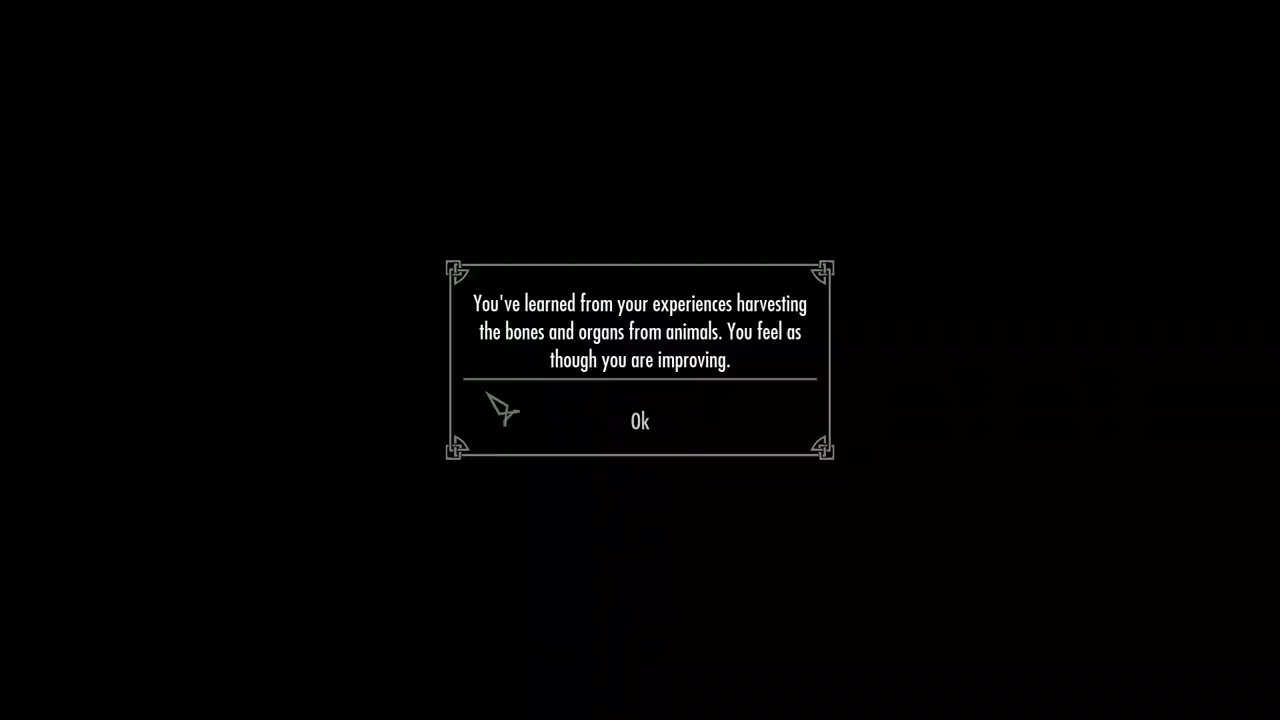 You've learned from your experiences harvesting
the bones and organs from animals. You feel as
though you are improving.
Ok